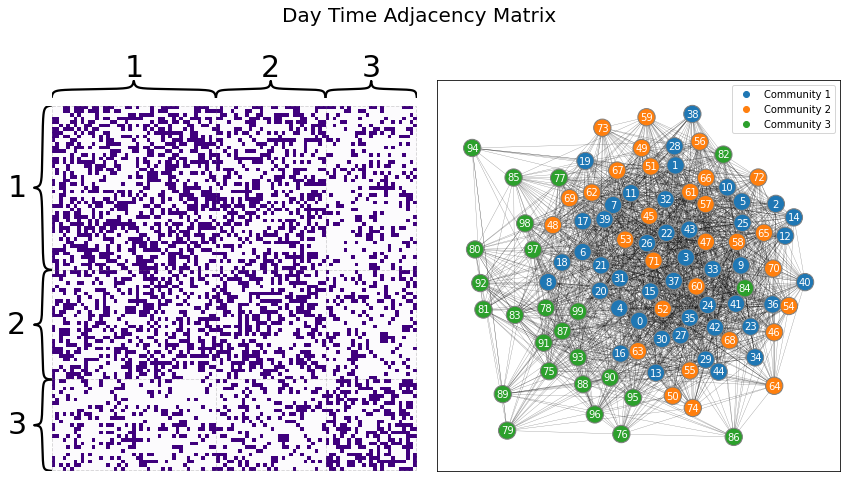 Day Time Adjacency Matrix
1 2 3
1
2
3
Community 1
Community 2
Community 3
38
59
73
56
49 28
82
94
19
51 1
67
85 77
66
72
10
62 11 61
69 32
7 57 5 2
45
14
98 48 17 39
25
22 43
65 12
53 26 47 58
80 97 6
18 21 71 3
33 9 70
92 8 31 37 40
20 15 60 84
81 83 78 99 4 52 24 41 36 54
0 35
87 42 23 46
91 30 27 68
93 16 63
29 34
75 13 55 44
88 90 64
89 95 50
96 74
79 76 86